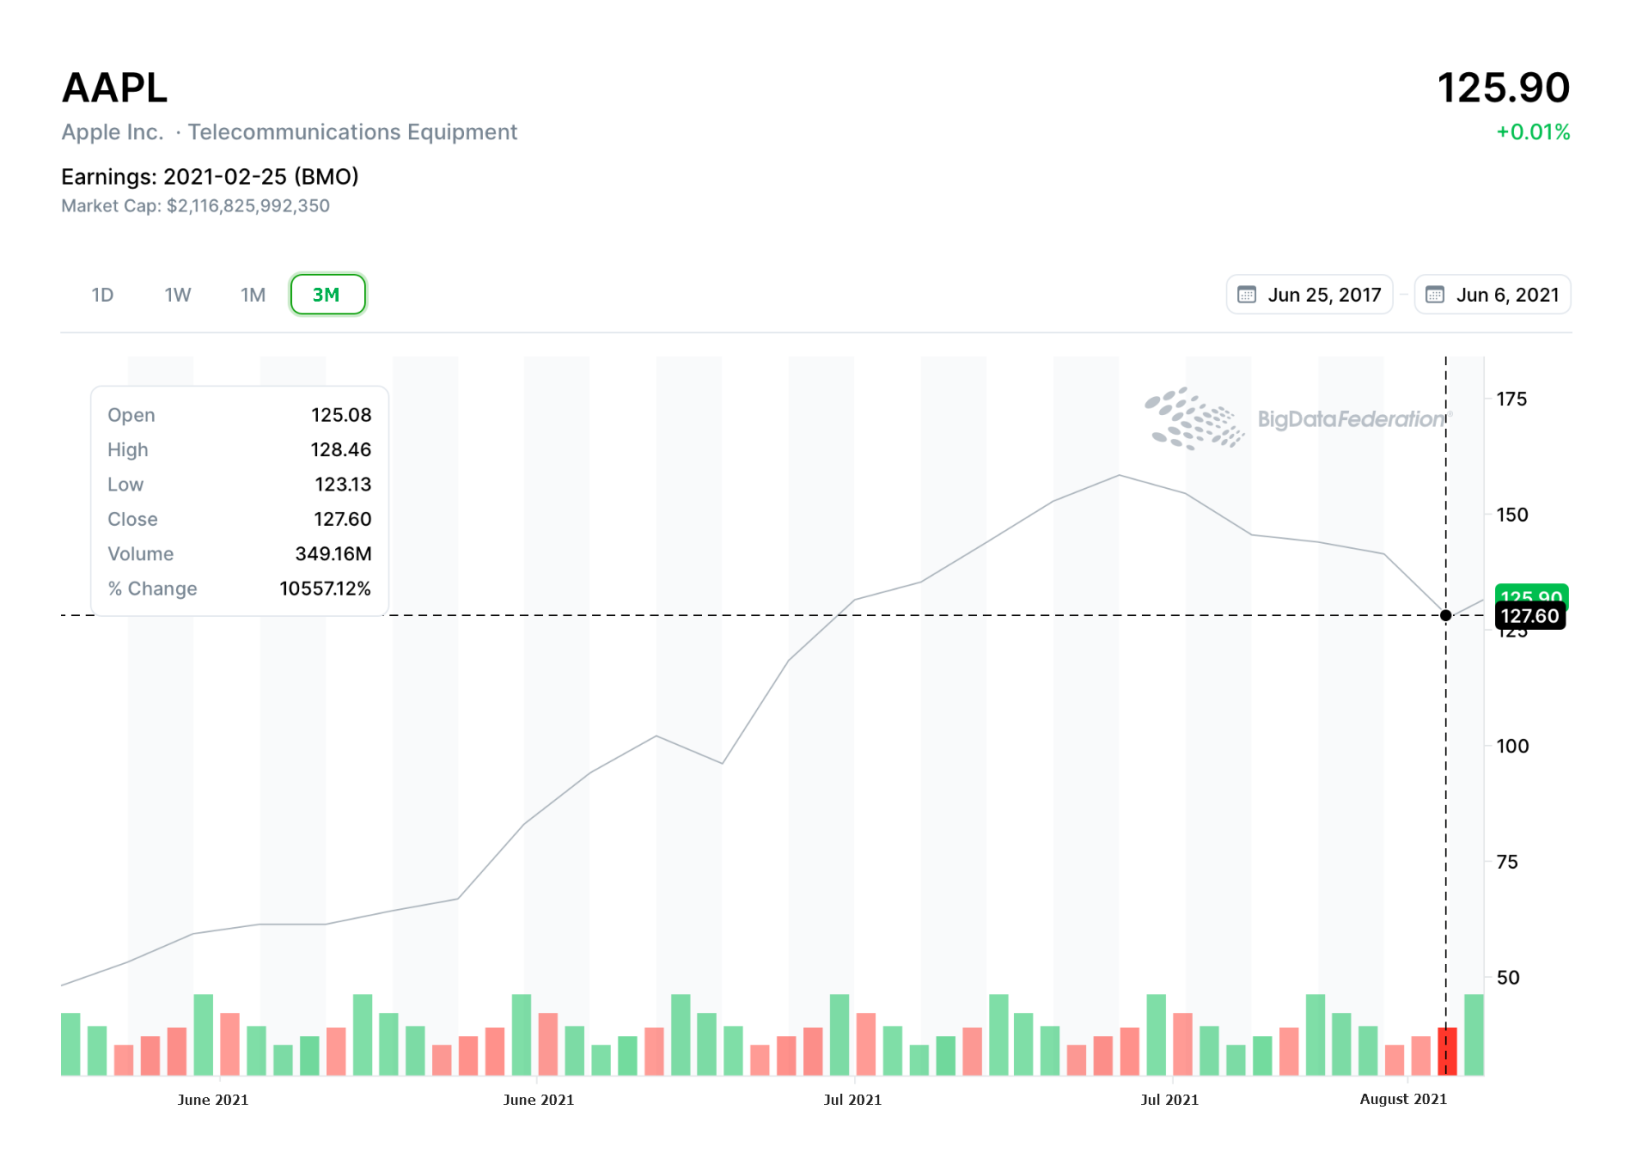 AAPL
125.90
Apple Inc. · Telecommunications Equipment
+0.01%
Earnings: 2021-02-25 (BMO)
Market Cap: $2,116,825,992,350
1D 1W 1M 3M
Jun 25, 2017 - Jun 6, 2021
Open 125.08
High 128.46
Low 123.13
Close 127.60
Volume 349.16M
% Change 10557.12%
BigDataFederation
175
150
125.90
127.60
125
100
75
50
June 2021 June 2021 Jul 2021 Jul 2021 August 2021